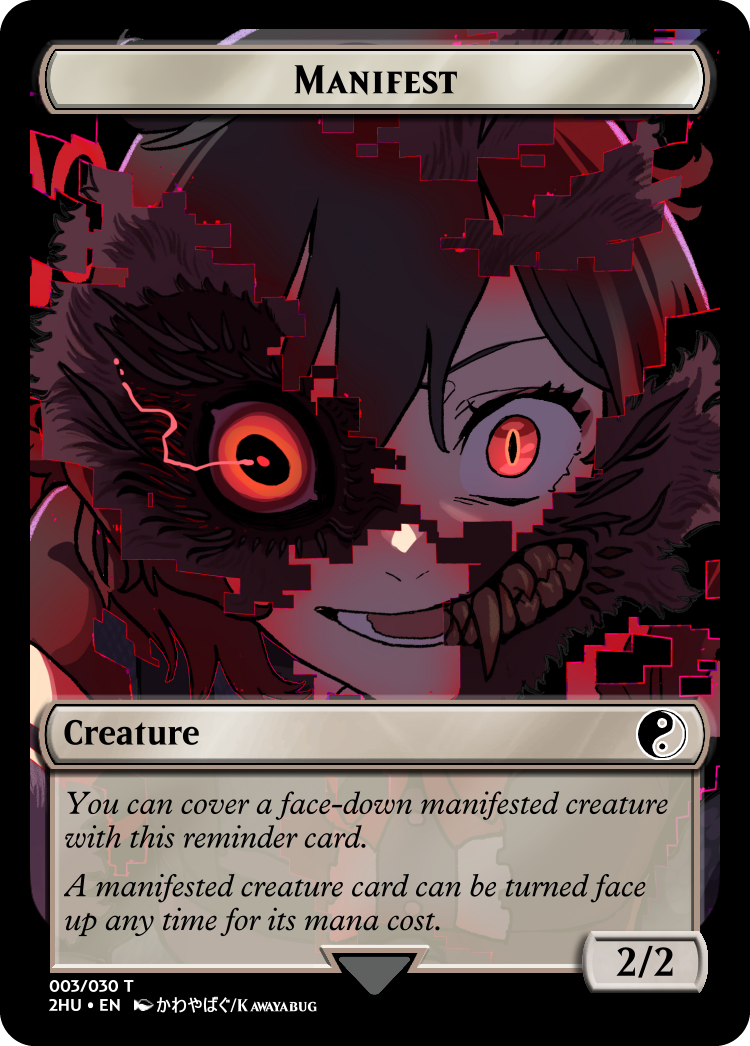 Manifest
Creature
You can cover a face-down manifested creature
with this reminder card.
A manifested creature card can be turned face
up any time for its mana cost.
2/2
003/030 T
2HU • EN かわやばぐ/Kawayabug